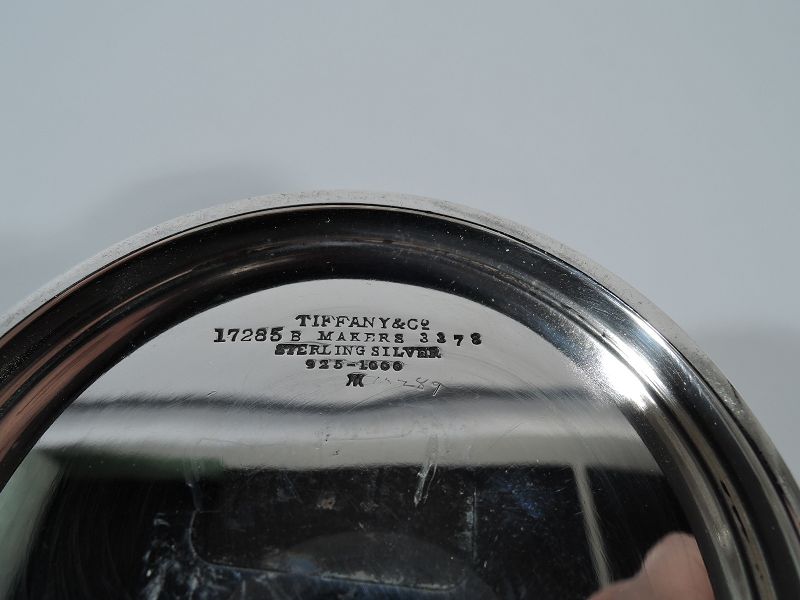 TIFFANY & Co
17285 B MAKERS 3378
STERLING SILVER
925-1000
M